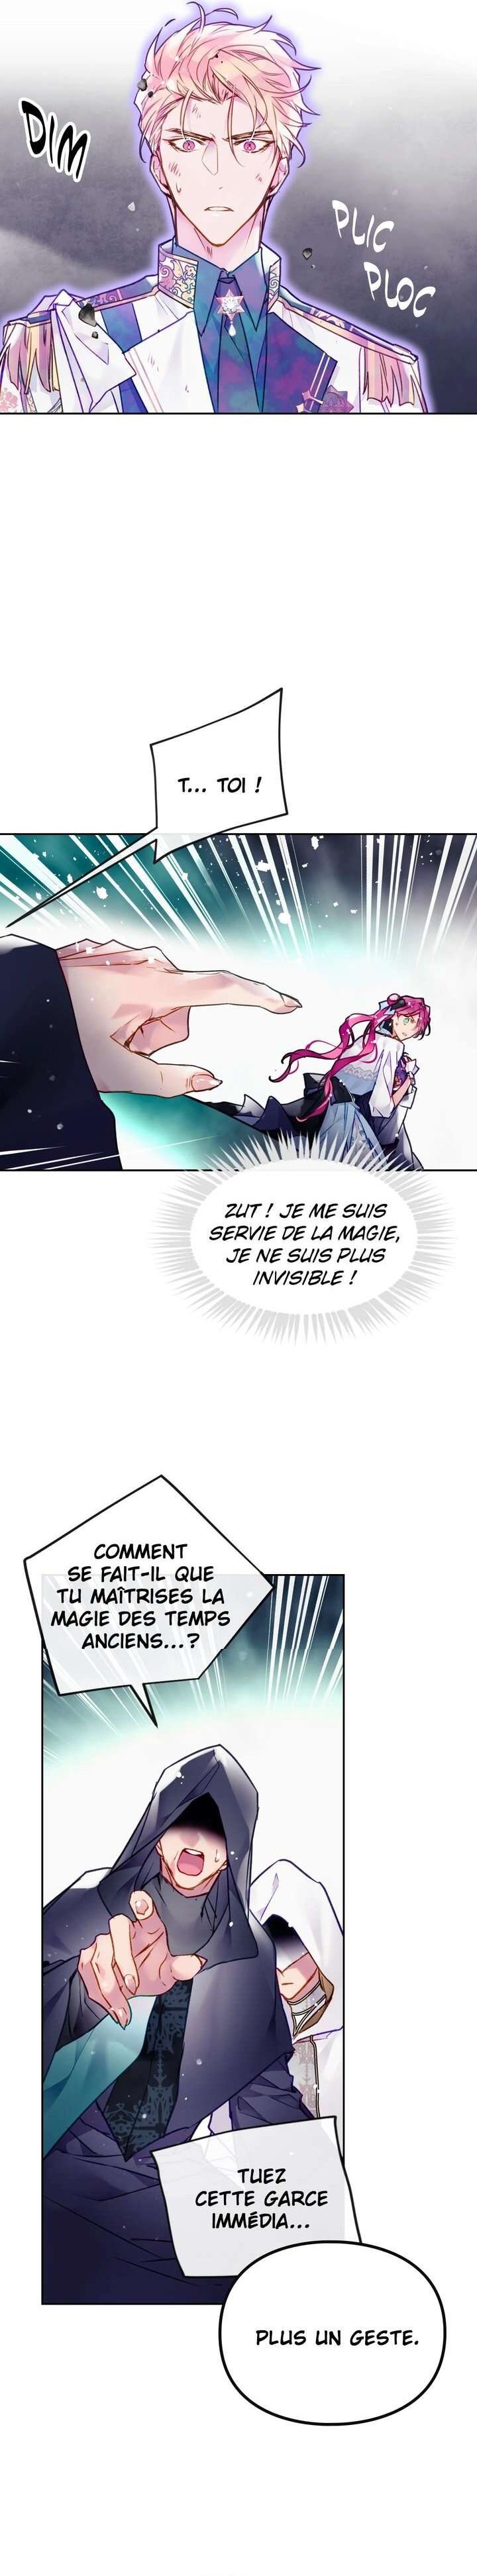 DIM
PLIC
PLOC
T... TOI !
ZUT ! JE ME SUIS
SERVIE DE LA MAGIE,
JE NE SUIS PLUS
INVISIBLE !
COMMENT
SE FAIT-IL QUE
TU MAÎTRISES LA
MAGIE DES TEMPS
ANCIENS...?
TUEZ
CETTE GARCE
IMMÉDIA...
PLUS UN GESTE.